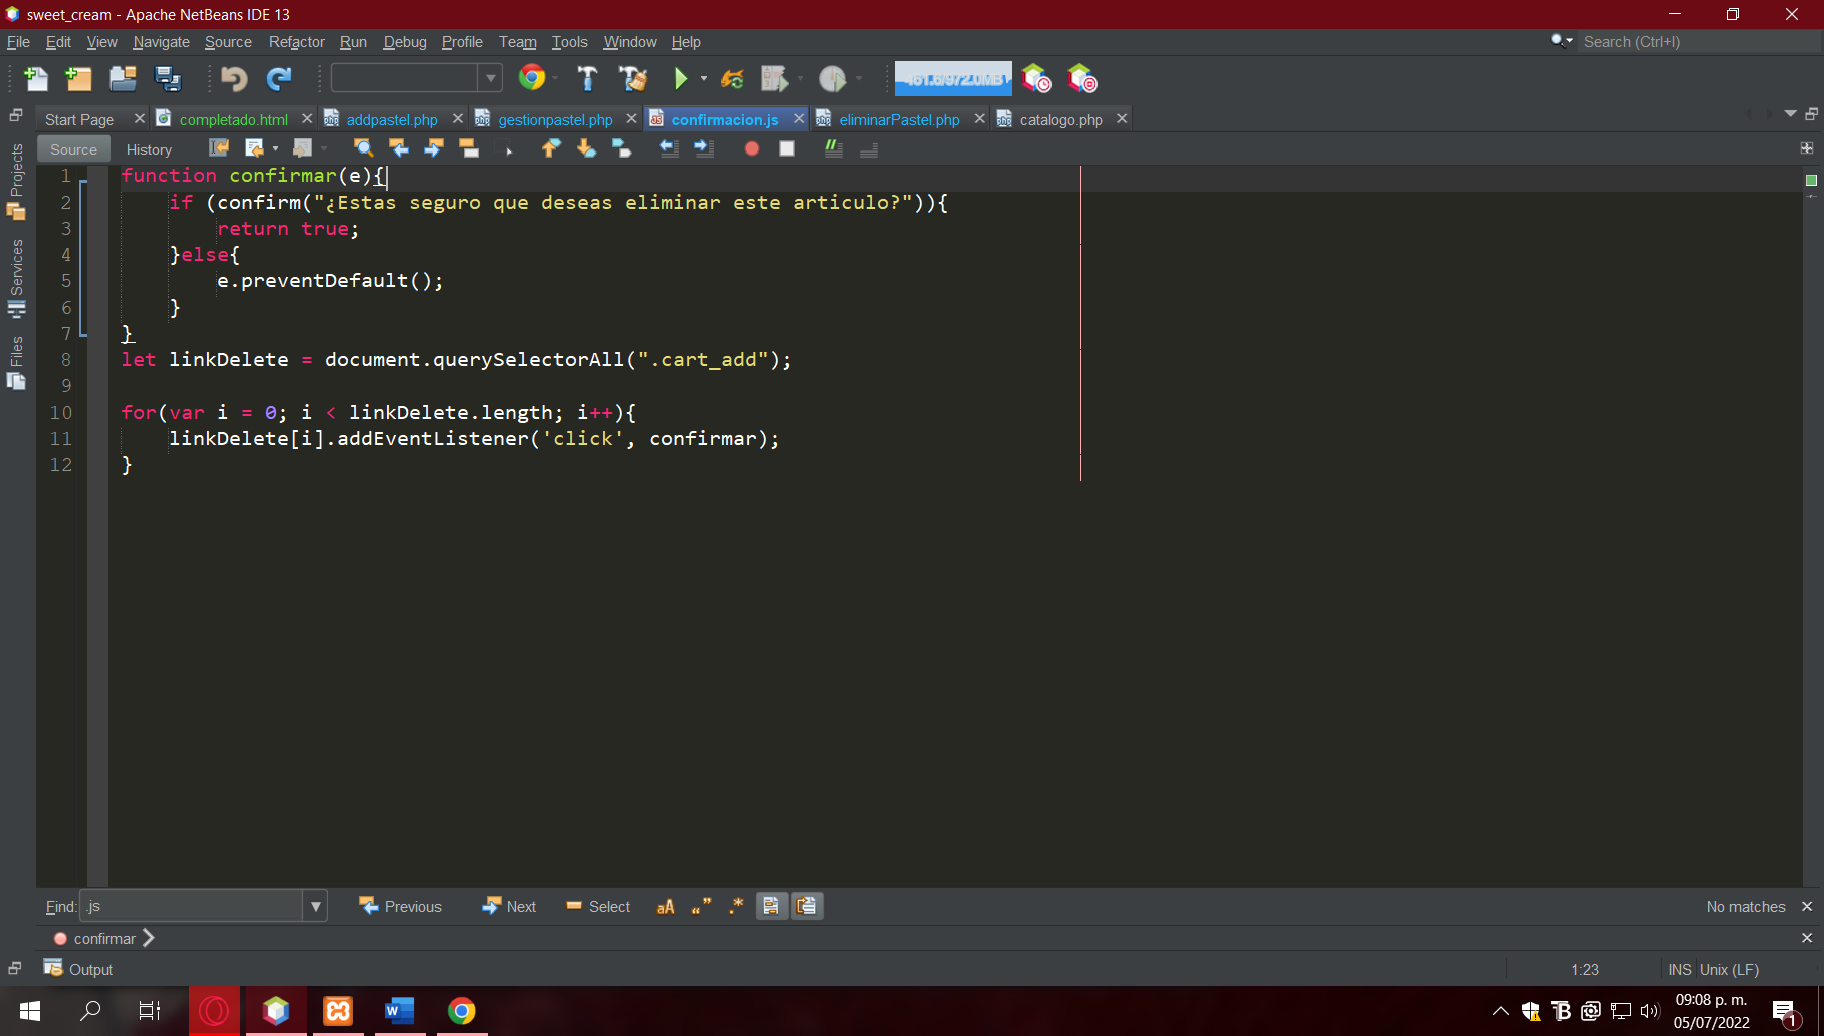 sweet_cream - Apache NetBeans IDE 13
File Edit View Navigate Source Refactor Run Debug Profile Team Tools Window Help
Search (Ctrl+I)
461.6/972.0MB
Start Page completado.html addpastel.php gestionpastel.php confirmacion.js eliminarPastel.php catalogo.php
Source History
Projects
Services
Files
1 function confirmar(e){
2 if (confirm("¿Estas seguro que deseas eliminar este articulo?")){
3 return true;
4 }else{
5 e.preventDefault();
6 }
7 }
8 let linkDelete = document.querySelectorAll(".cart_add");
9
10 for(var i = 0; i < linkDelete.length; i++){
11 linkDelete[i].addEventListener('click', confirmar);
12 }
Find: .js Previous Next Select No matches
confirmar
Output 1:23 INS Unix (LF)
09:08 p. m.
05/07/2022
1